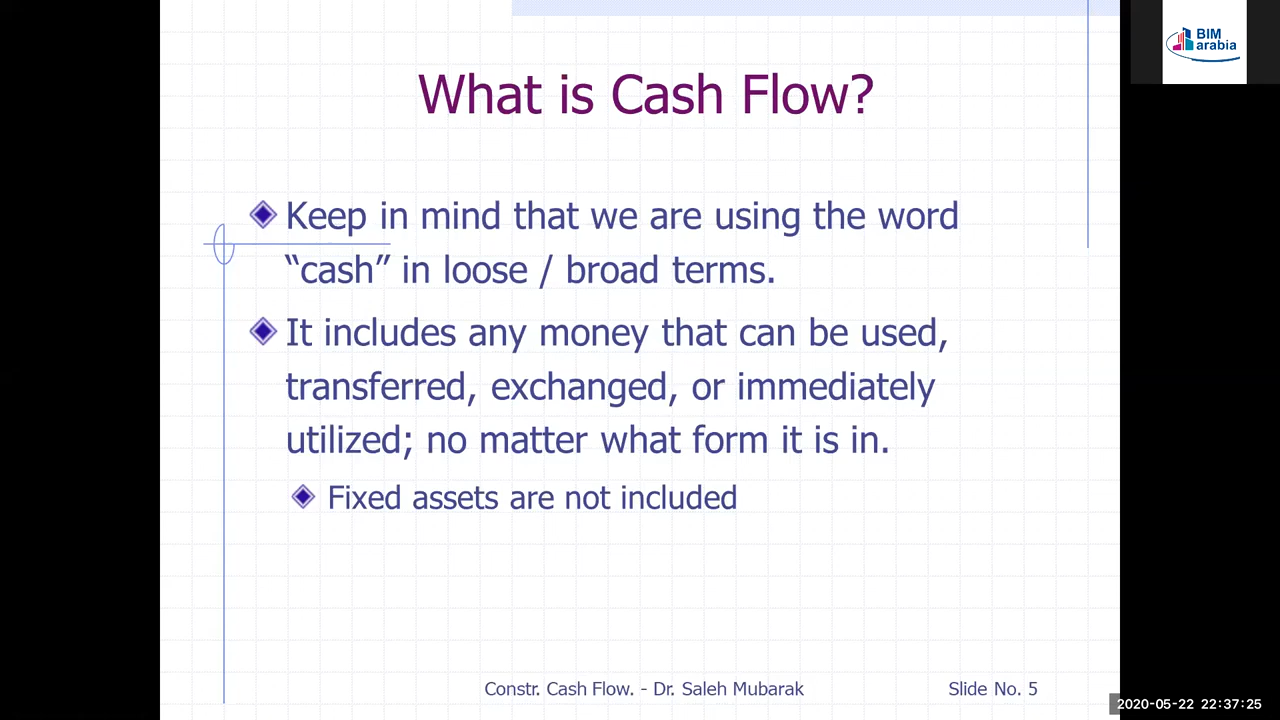 What is Cash Flow?
Keep in mind that we are using the word
“cash” in loose / broad terms.
It includes any money that can be used,
transferred, exchanged, or immediately
utilized; no matter what form it is in.
Fixed assets are not included
Constr. Cash Flow. - Dr. Saleh Mubarak
Slide No. 5
BIM
arabia
2020-05-22 22:37:25